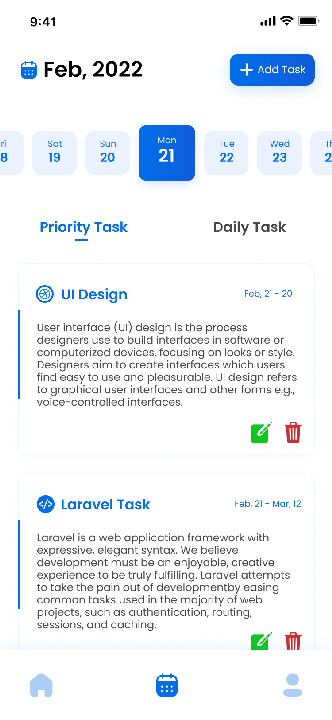 9:41
Feb, 2022
Add Task
ri Sat Sun Mon Tue Wed Th
8 19 20 21 22 23 2
Priority Task Daily Task
UI Design Feb, 21 - 20
User interface (UI) design is the process
designers use to build interfaces in software or
computerized devices, focusing on looks or style.
Designers aim to create interfaces which users
find easy to use and pleasurable. UI design refers
to graphical user interfaces and other forms e.g.,
voice-controlled interfaces.
Laravel Task Feb, 21 - Mar, 12
Laravel is a web application framework with
expressive, elegant syntax. We believe
development must be an enjoyable, creative
experience to be truly fulfilling. Laravel attempts
to take the pain out of developmentby easing
common tasks used in the majority of web
projects, such as authentication, routing,
sessions, and caching.